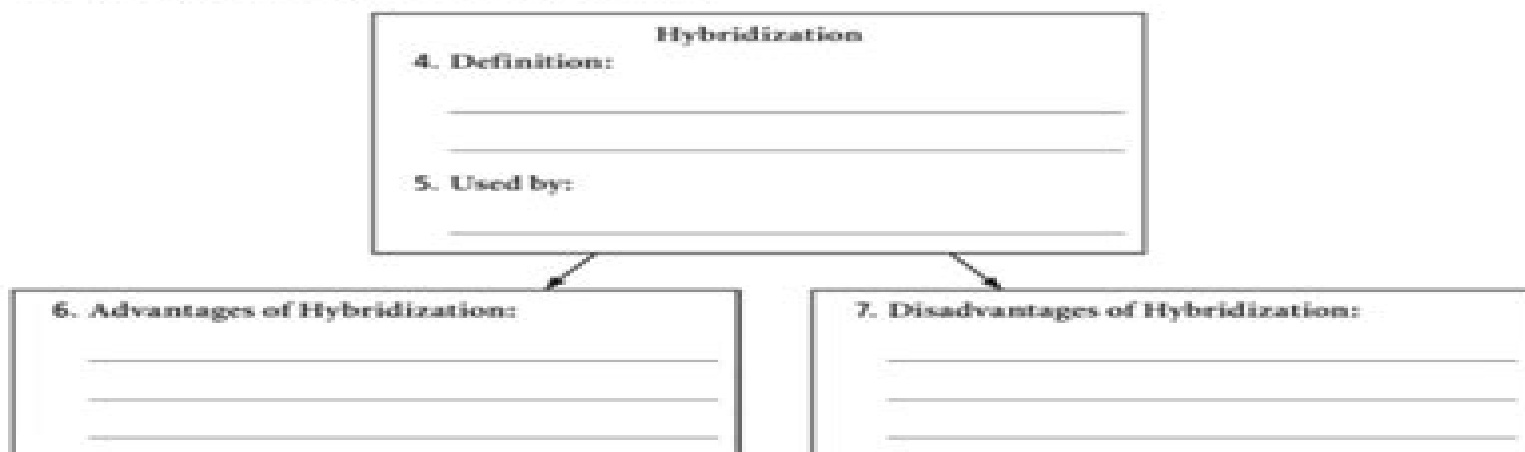 Hybridization
4. Definition:
5. Used by:
6. Advantages of Hybridization:
7. Disadvantages of Hybridization: